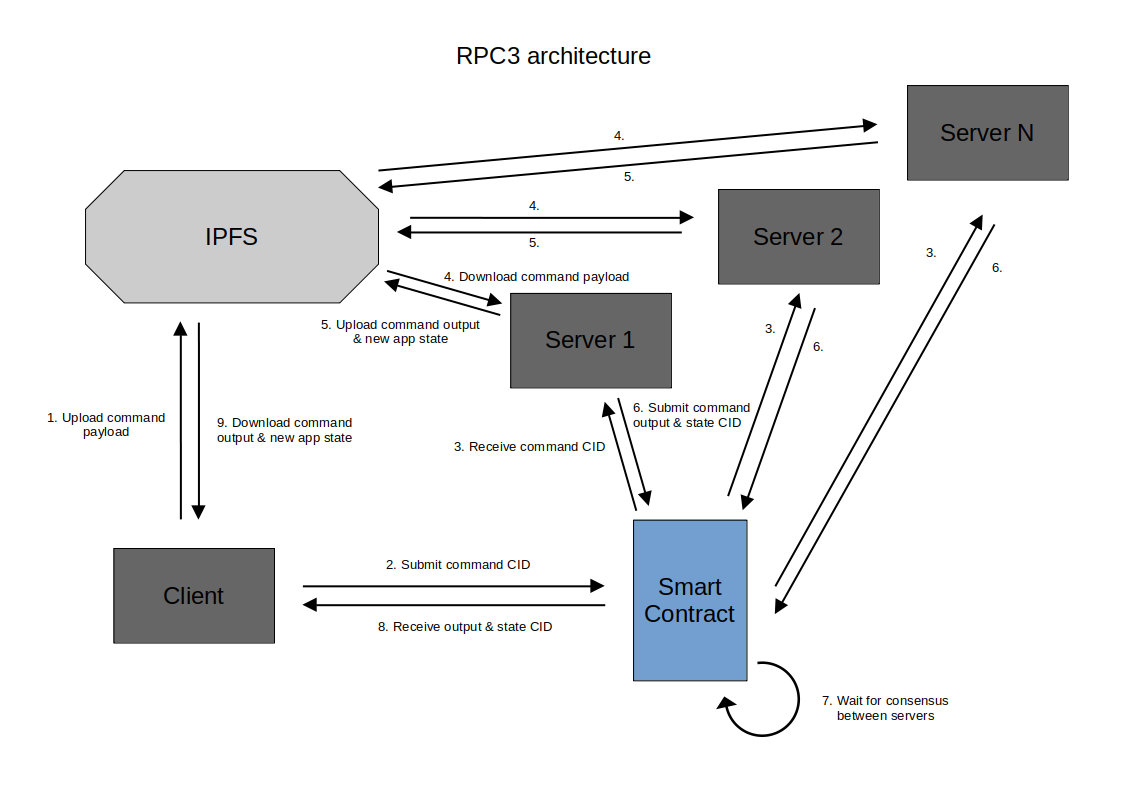 RPC3 architecture
Server N
4.
5.
IPFS
4.
5.
Server 2
3.
6.
4. Download command payload
5. Upload command output
& new app state
Server 1
3.
6.
1. Upload command
payload
9. Download command
output & new app state
6. Submit command
output & state CID
3. Receive command CID
Client
2. Submit command CID
8. Receive output & state CID
Smart
Contract
7. Wait for consensus
between servers